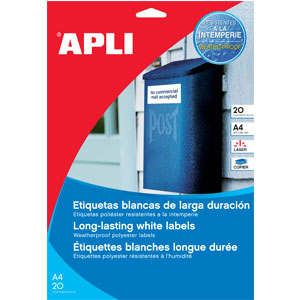 APLI
RESISTENTES
A LA
INTEMPERIE
Weatherproof
No commercial
mail accepted
POST
20
A4
LASER
COPIER
Etiquetas blancas de larga duración
Etiquetas poliéster resistentes a la intemperie
Long-lasting white labels
Weatherproof polyester labels
Étiquettes blanches longue durée
Étiquettes polyester résistantes à l'humidité
A4
20